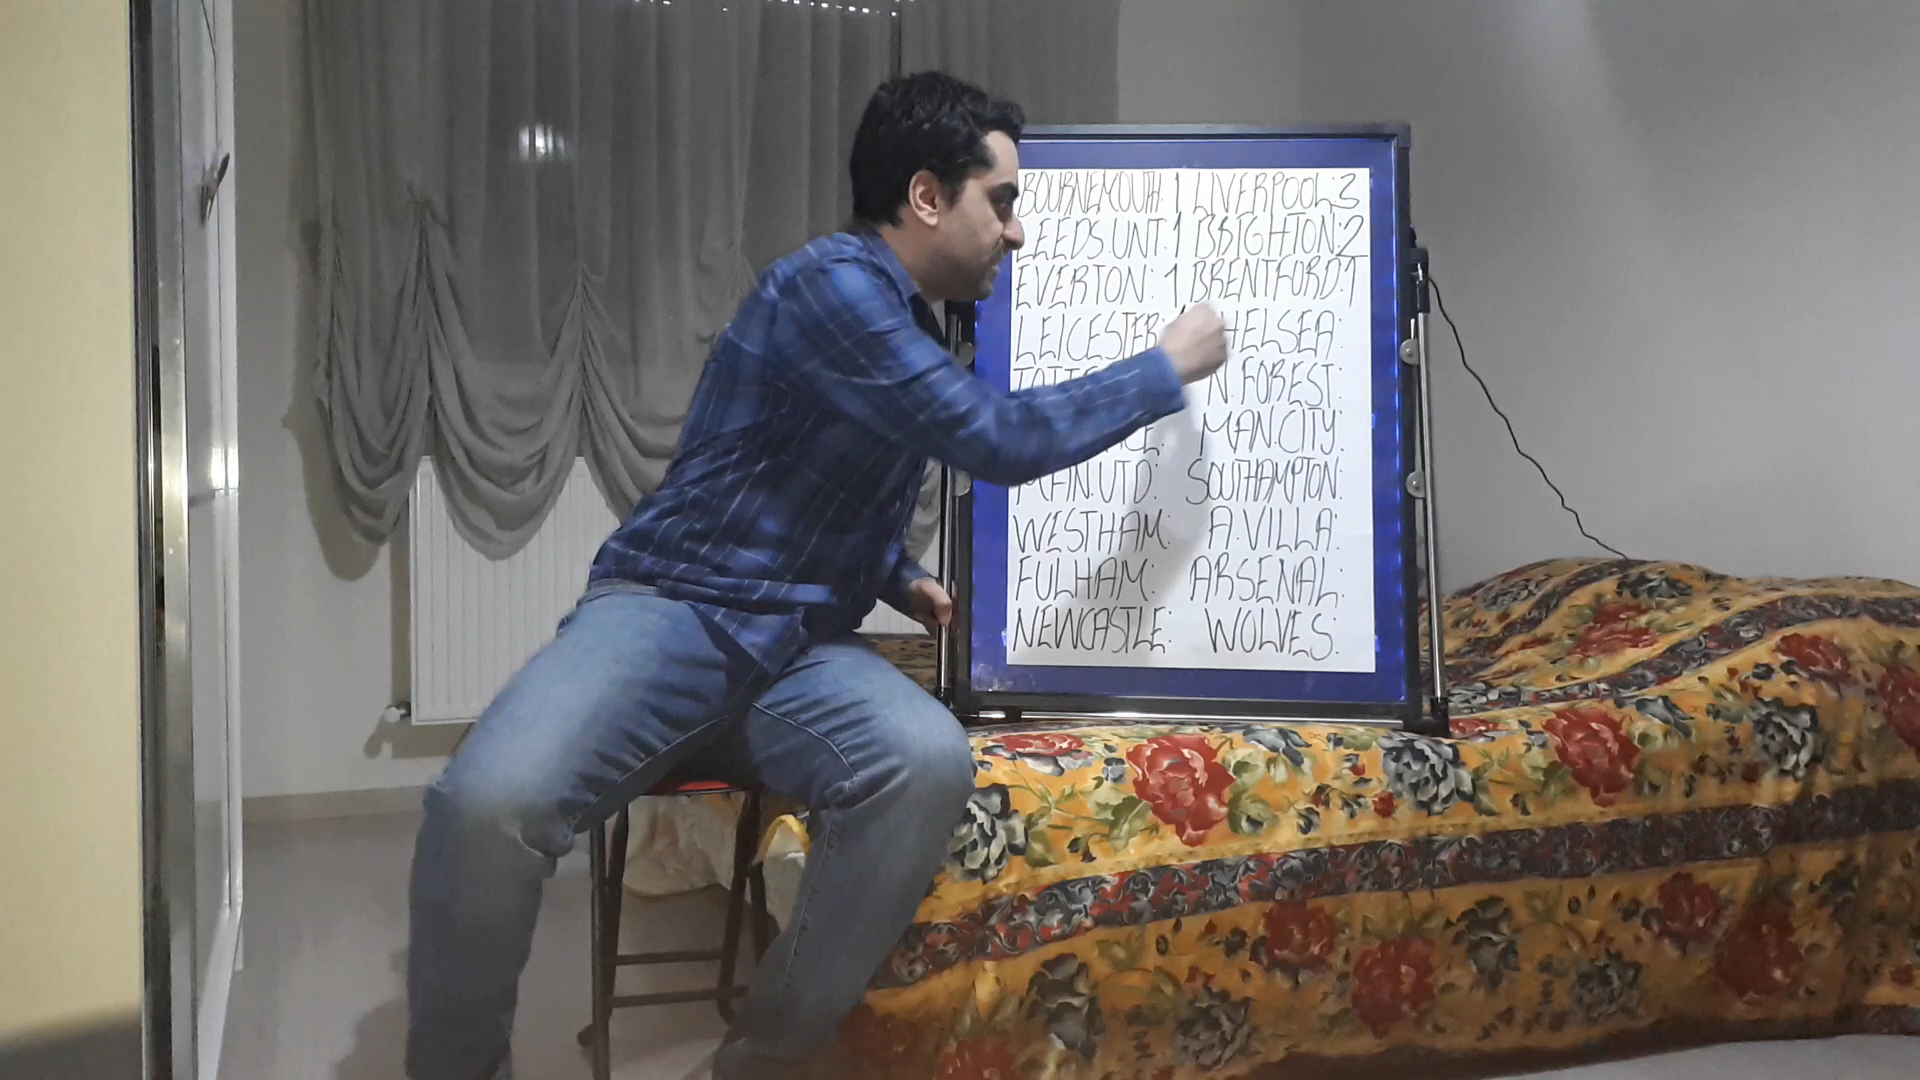 BOURNEMOUTH: 1 LIVERPOOL: 3
LEEDS. UNT: 1 BRIGHTON: 2
EVERTON: 1 BRENTFORD: 1
LEICESTER:
N. FOREST:
MAN. CITY:
MAN. UTD: SOUTHAMPTON:
WESTHAM: A. VILLA:
FULHAM: ARSENAL:
NEWCASTLE: WOLVES: